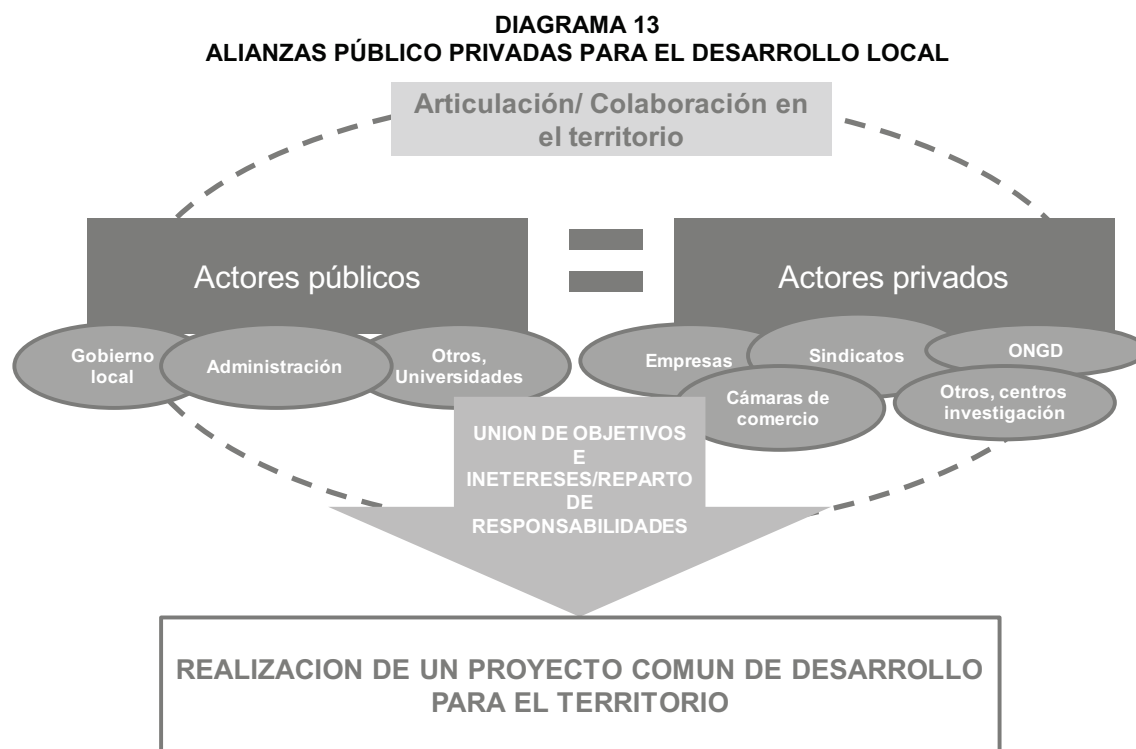 DIAGRAMA 13
ALIANZAS PÚBLICO PRIVADAS PARA EL DESARROLLO LOCAL
Articulación/ Colaboración en
el territorio
Actores públicos
Actores privados
Gobierno
local
Administración
Otros,
Universidades
Empresas
Sindicatos
ONGD
Cámaras de
comercio
Otros, centros
investigación
UNION DE OBJETIVOS
E
INETERESES/REPARTO
DE
RESPONSABILIDADES
REALIZACION DE UN PROYECTO COMUN DE DESARROLLO
PARA EL TERRITORIO